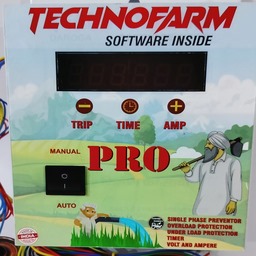 TECHNOFARM
SOFTWARE INSIDE
TRIP TIME AMP
MANUAL
PRO
AUTO
SINGLE PHASE PREVENTOR
OVERLOAD PROTECTION
UNDER LOAD PROTECTION
TIMER
VOLT AND AMPERE